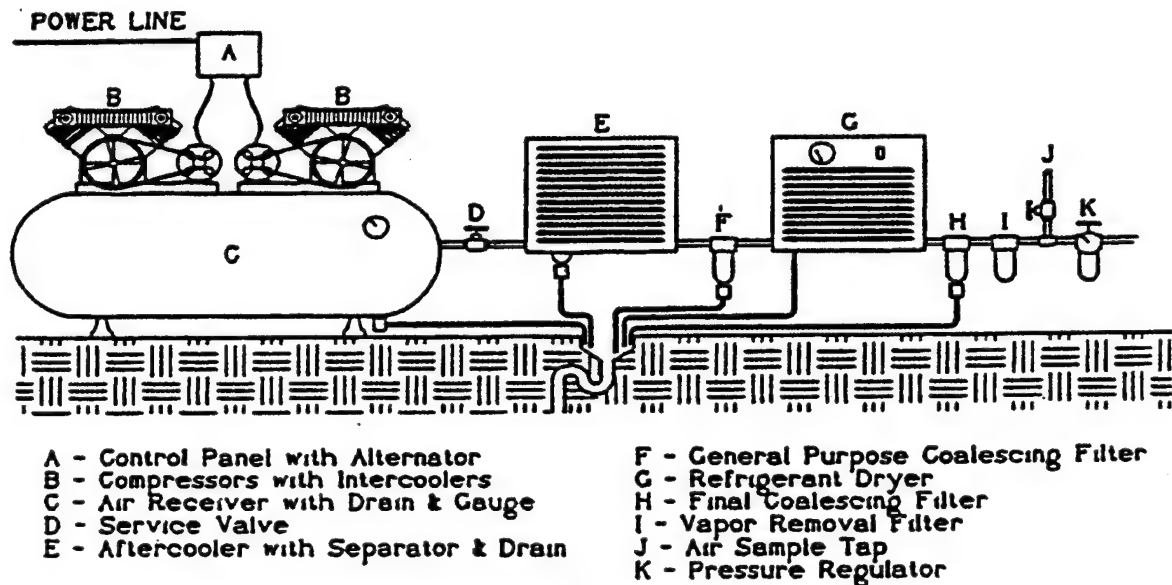 POWER LINE
A
B B
E G
J
D F H I K
C
A - Control Panel with Alternator
B - Compressors with Intercoolers
C - Air Receiver with Drain & Gauge
D - Service Valve
E - Aftercooler with Separator & Drain
F - General Purpose Coalescing Filter
G - Refrigerant Dryer
H - Final Coalescing Filter
I - Vapor Removal Filter
J - Air Sample Tap
K - Pressure Regulator